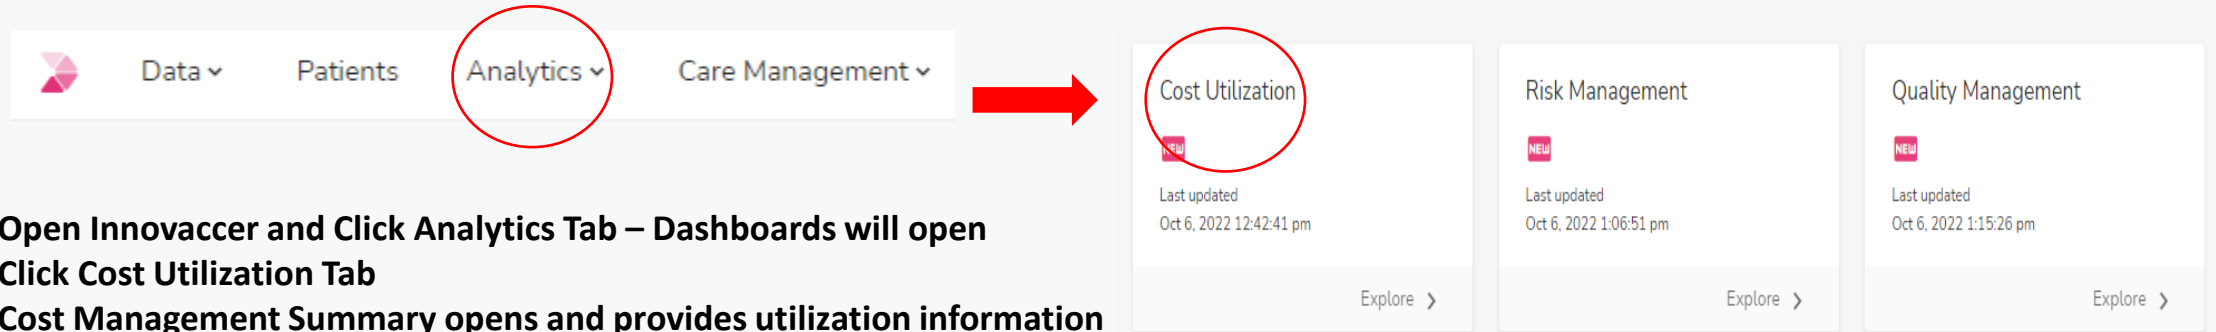 Data
Patients
Analytics
Care Management
Open Innovaccer and Click Analytics Tab – Dashboards will open
Click Cost Utilization Tab
Cost Management Summary opens and provides utilization information
Cost Utilization
NEW
Last updated
Oct 6, 2022 12:42:41 pm
Explore
Risk Management
NEW
Last updated
Oct 6, 2022 1:06:51 pm
Explore
Quality Management
NEW
Last updated
Oct 6, 2022 1:15:26 pm
Explore